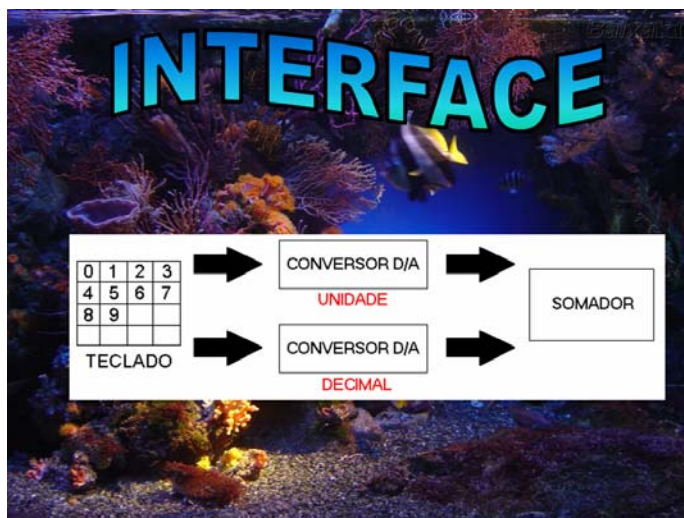 INTERFACE
0 1 2 3
4 5 6 7
8 9
TECLADO
CONVERSOR D/A
UNIDADE
CONVERSOR D/A
DECIMAL
SOMADOR